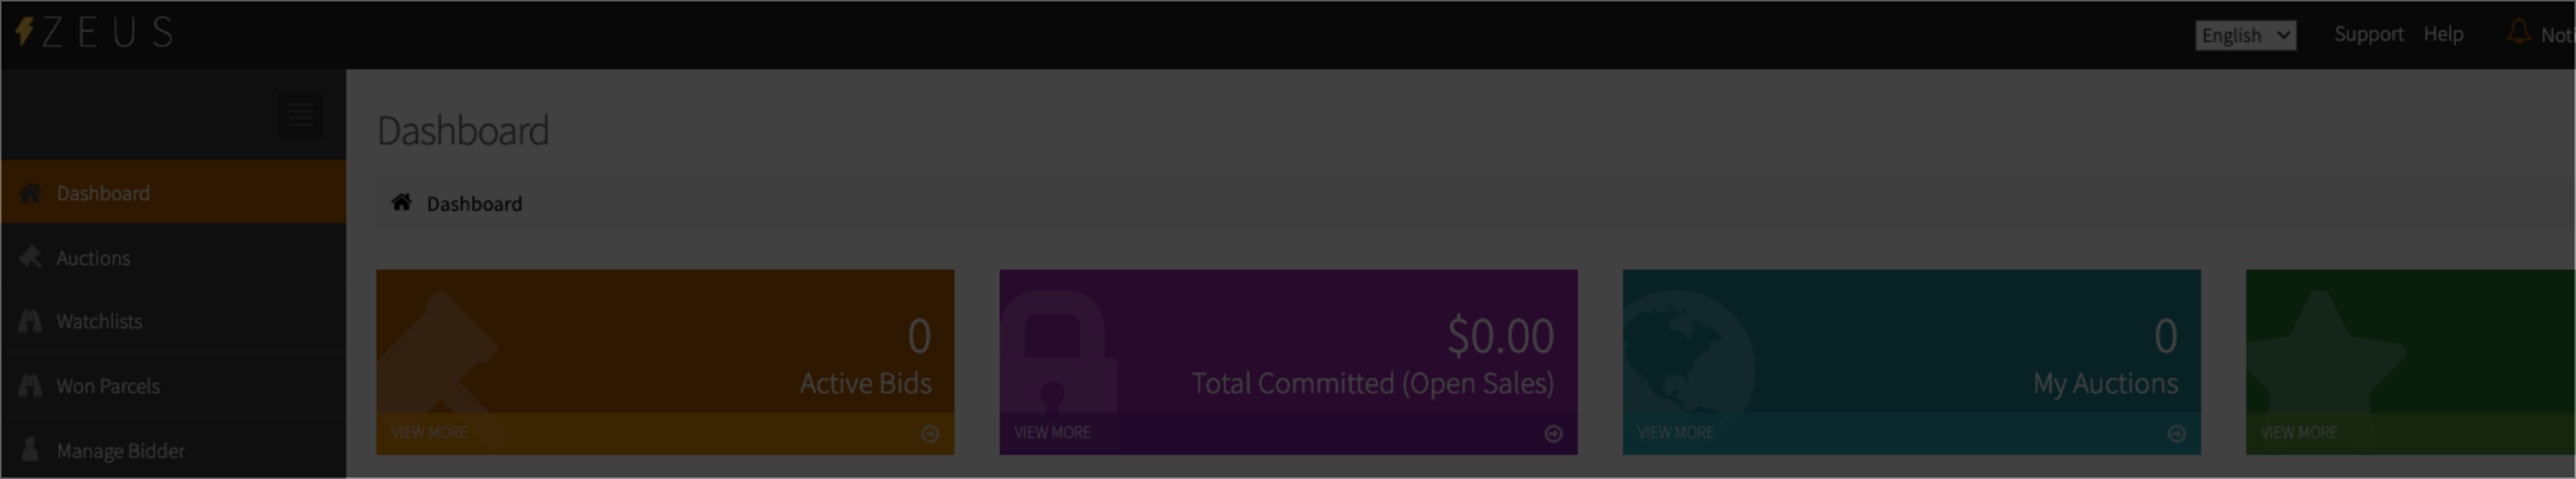 ZEUS
English
Support
Help
Noti
Dashboard
Dashboard
Dashboard
Auctions
Watchlists
Won Parcels
Manage Bidder
0
Active Bids
VIEW MORE
$0.00
Total Committed (Open Sales)
VIEW MORE
0
My Auctions
VIEW MORE
VIEW MORE